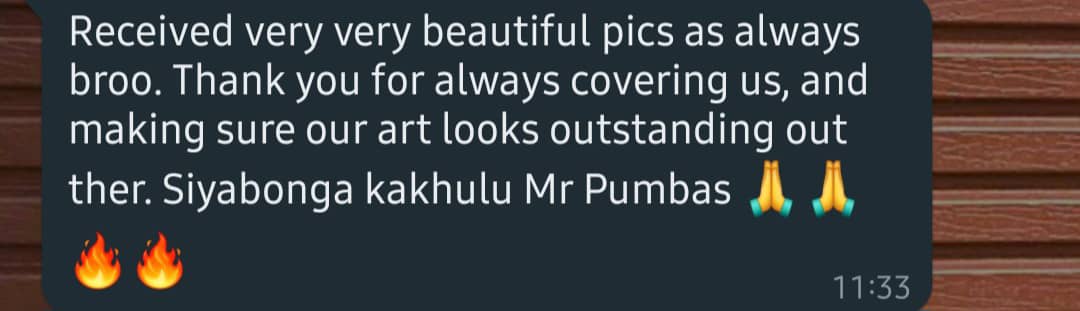 Received very very beautiful pics as always
broo. Thank you for always covering us, and
making sure our art looks outstanding out
ther. Siyabonga kakhulu Mr Pumbas 🙏 🙏
🔥 🔥
11:33